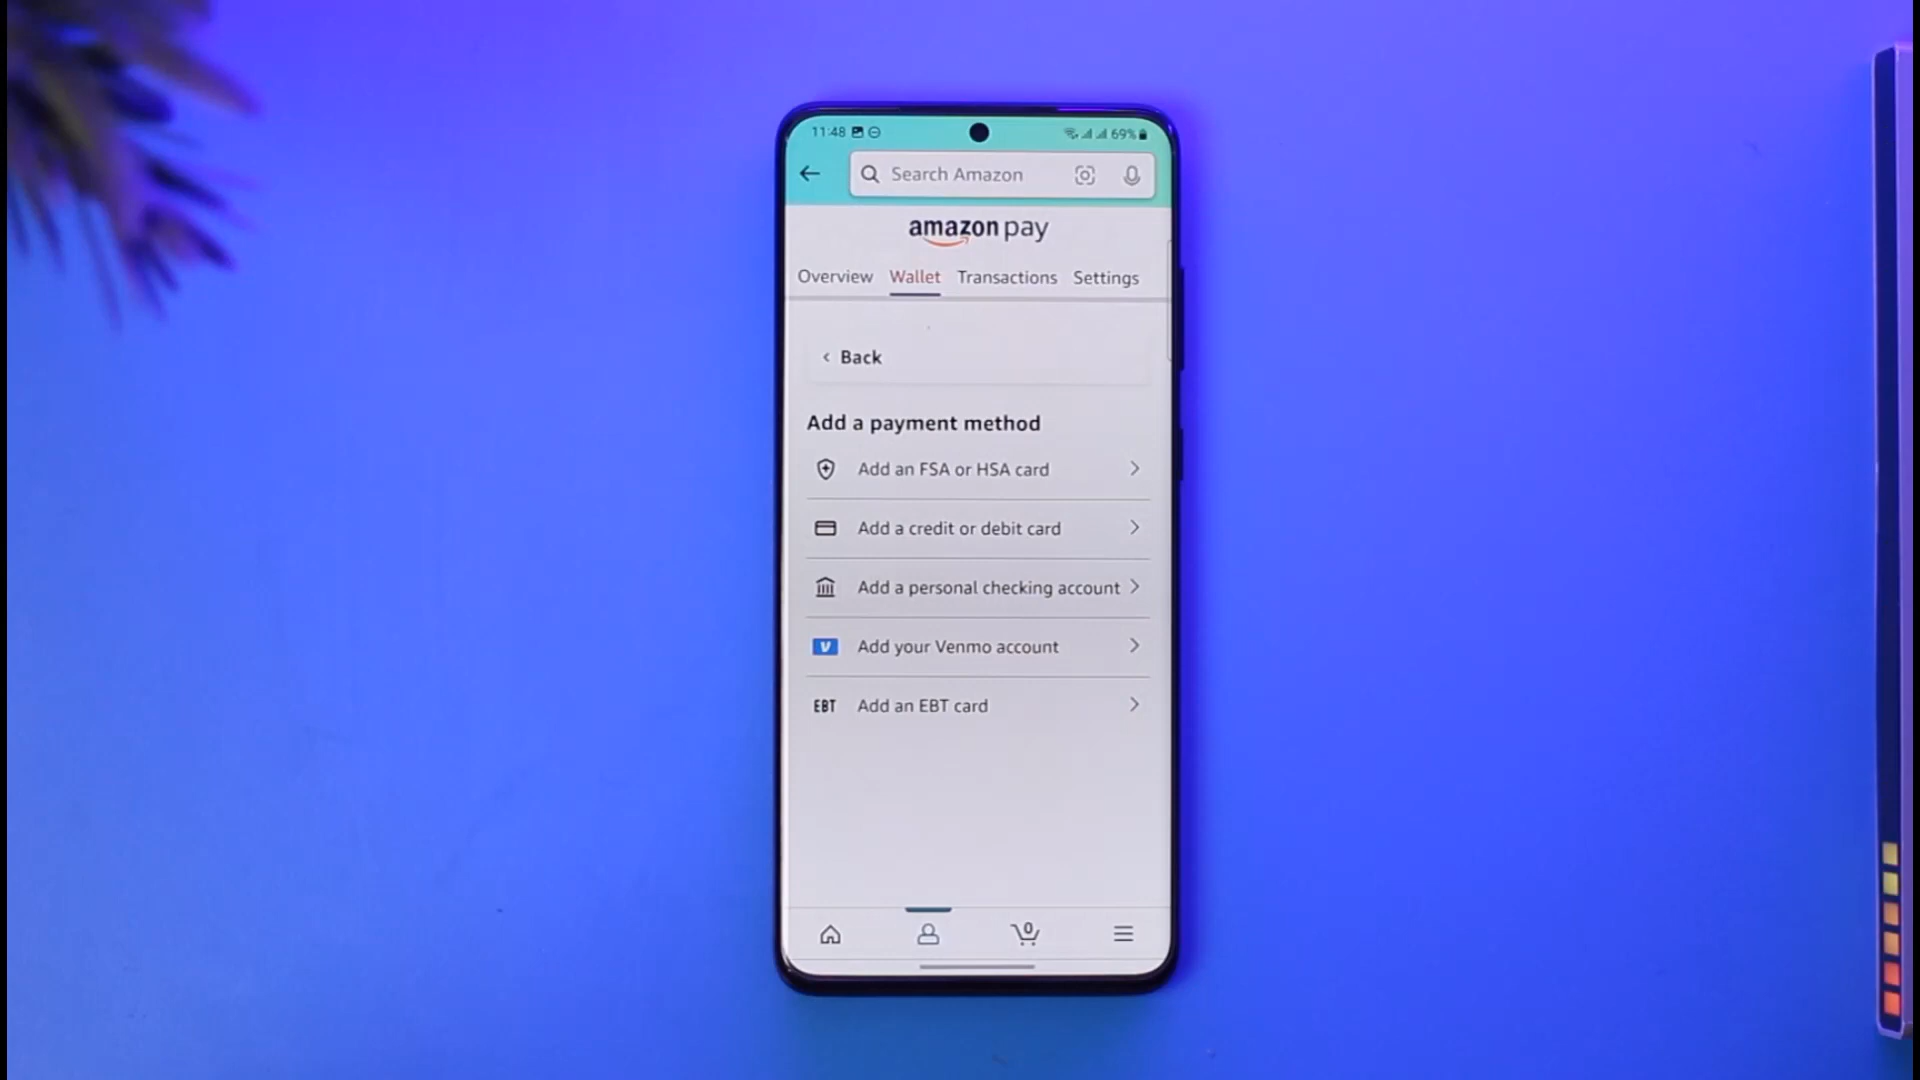 11:48 69%
Search Amazon
amazon pay
Overview Wallet Transactions Settings
Back
Add a payment method
Add an FSA or HSA card
Add a credit or debit card
Add a personal checking account
V Add your Venmo account
EBT Add an EBT card
0